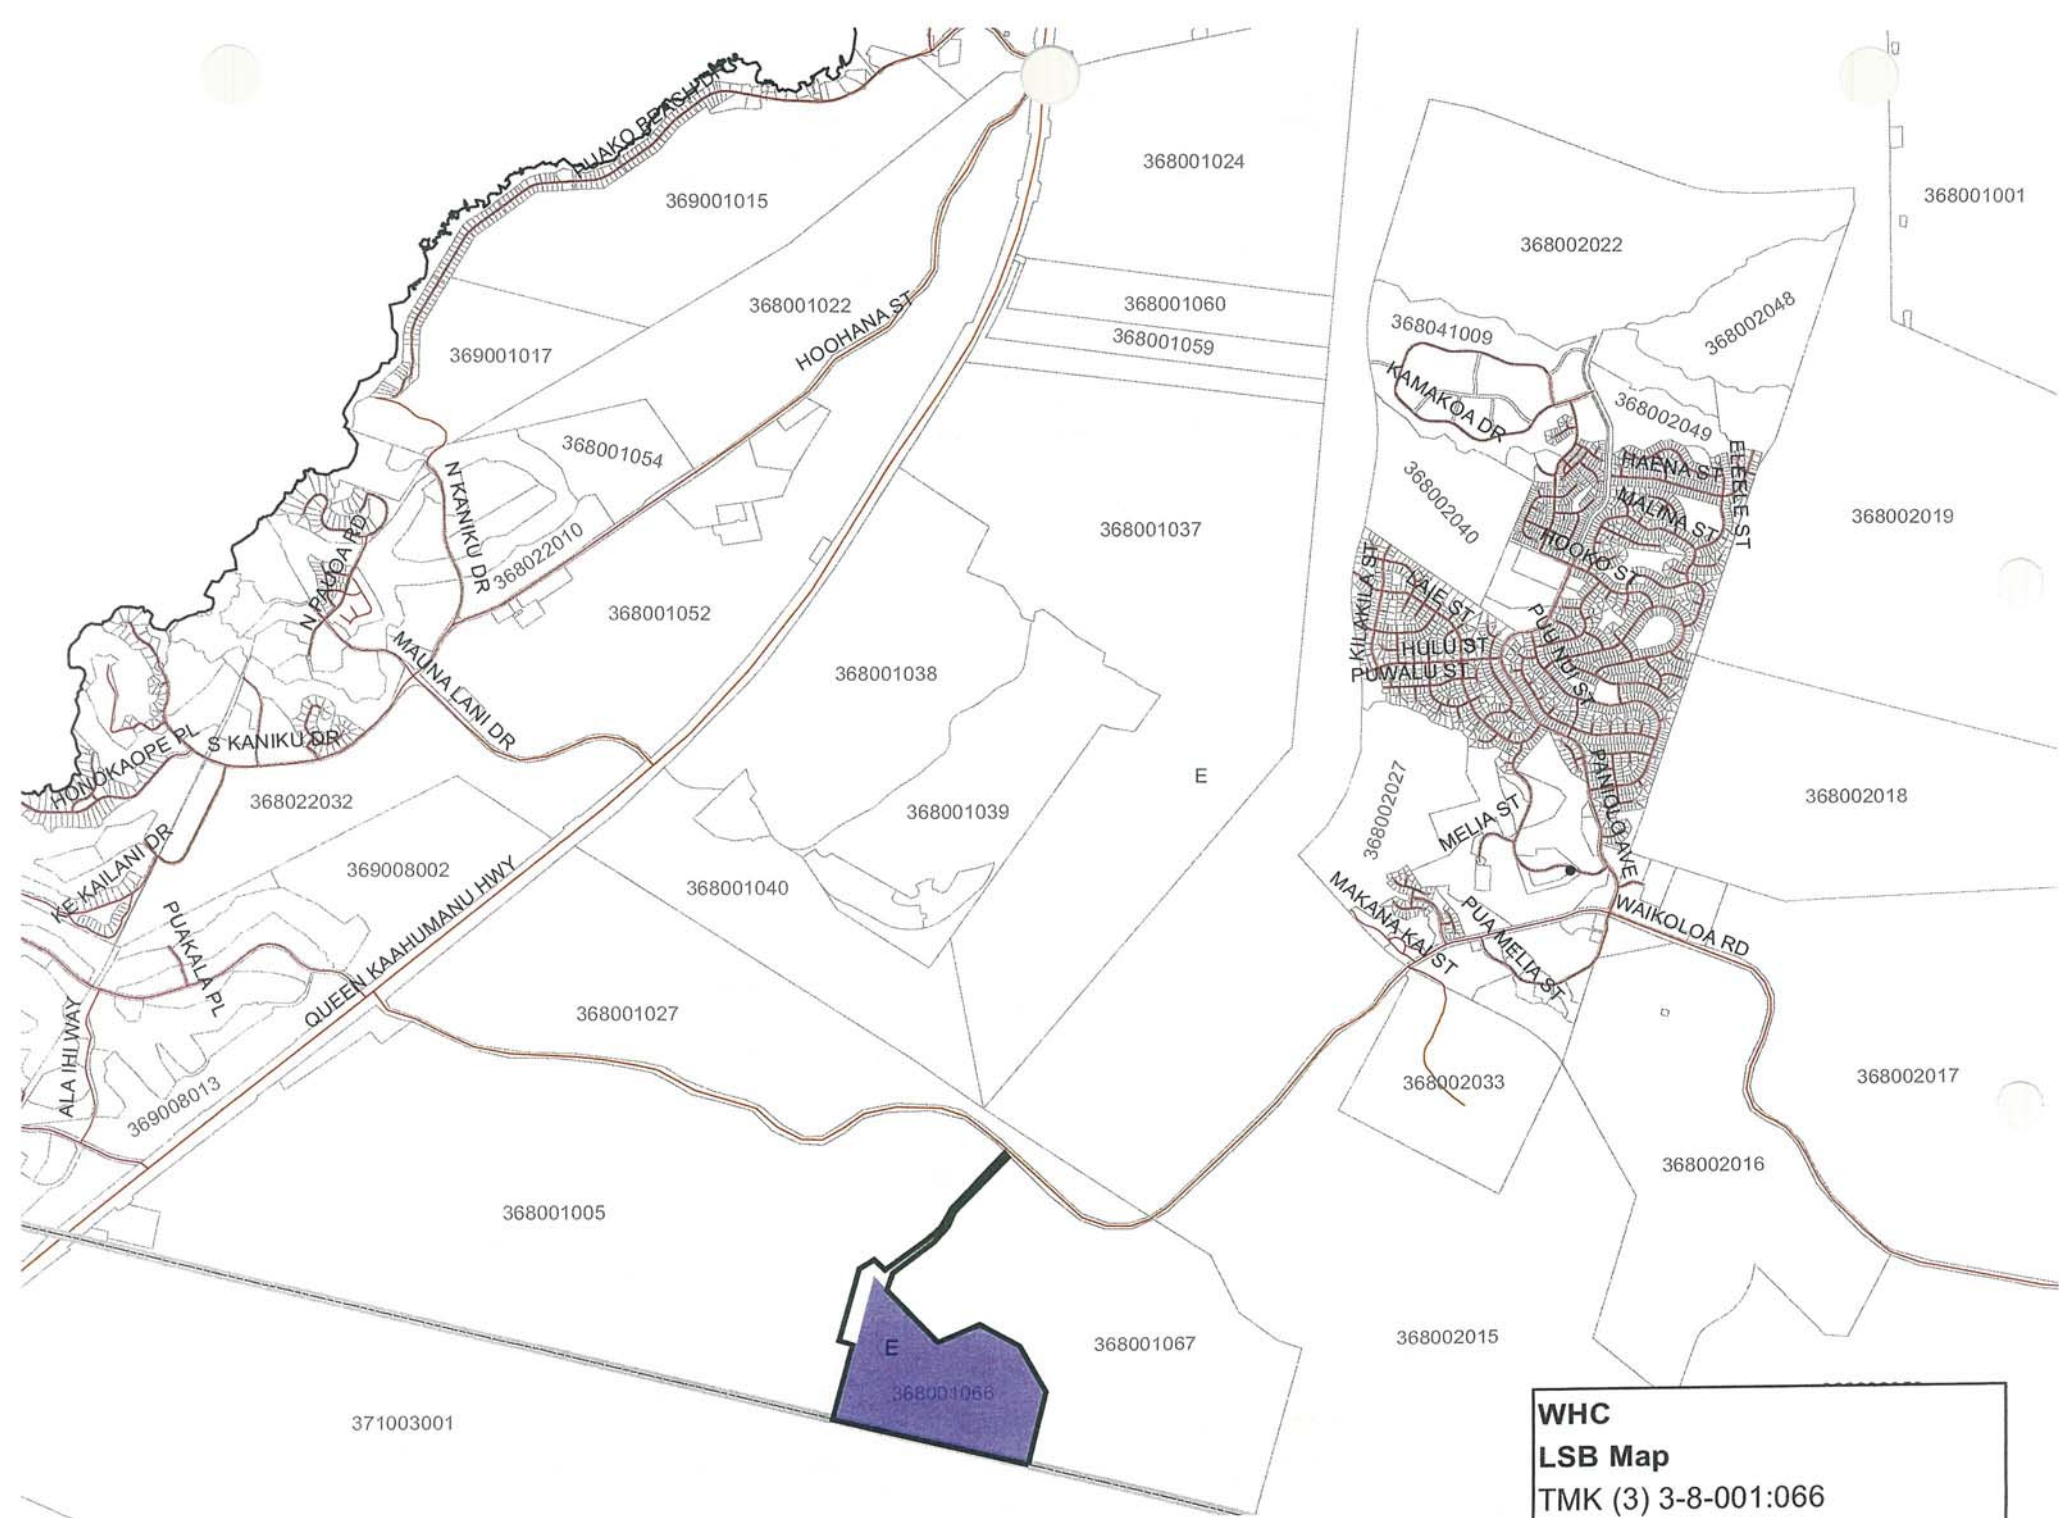 PUAKO BEACH DR
368001024
369001015
368001001
368002022
368001022
HOOHANA ST
368001060
368001059
368002048
368041009
369001017
KAMAKOA DR
368002049
368001054
HAENA ST
ELEELE ST
368002040
MALINA ST
368002019
N KANIKU DR
368001037
N PAUOA RD
368022010
HOOKO ST
KILAKILA ST
LAIE ST
368001052
PUU NUI ST
HULU ST
PUWALU ST
MAUNA LANI DR
368001038
S KANIKU DR
HONOKAOPE PL
E
368002027
PANIOLO AVE
368022032
368001039
MELIA ST
368002018
KE KAILANI DR
369008002
368001040
MAKANA KAI ST
PUA MELIA ST
WAIKOLOA RD
PUAKALA PL
QUEEN KAAHUMANU HWY
368001027
ALA IHI WAY
369008013
368002033
368002017
368002016
368001005
368001067
368002015
E
368001066
371003001
WHC
LSB Map
TMK (3) 3-8-001:066